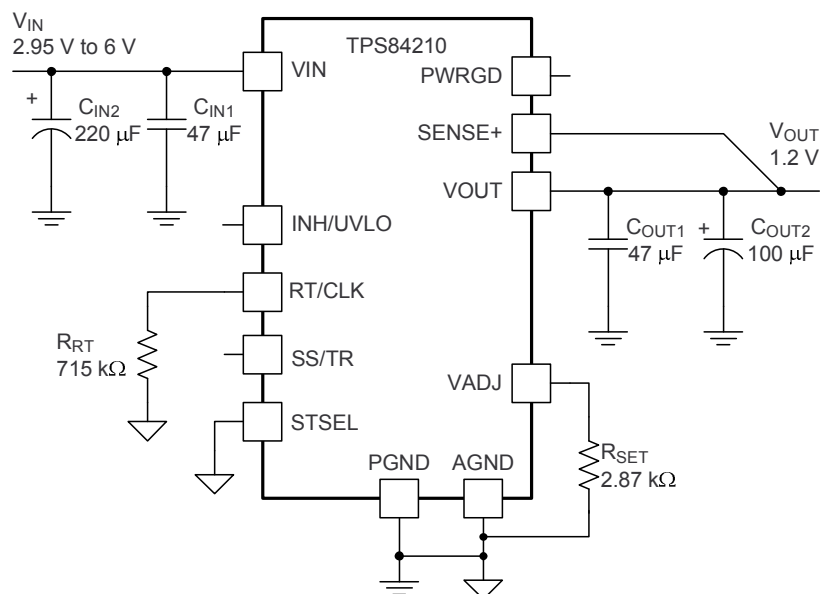 V_IN
2.95 V to 6 V
TPS84210
VIN
PWRGD
+
C_IN2
220 μF
C_IN1
47 μF
SENSE+
V_OUT
1.2 V
VOUT
INH/UVLO
C_OUT1
47 μF
+
C_OUT2
100 μF
RT/CLK
R_RT
715 kΩ
SS/TR
VADJ
STSEL
PGND
AGND
R_SET
2.87 kΩ